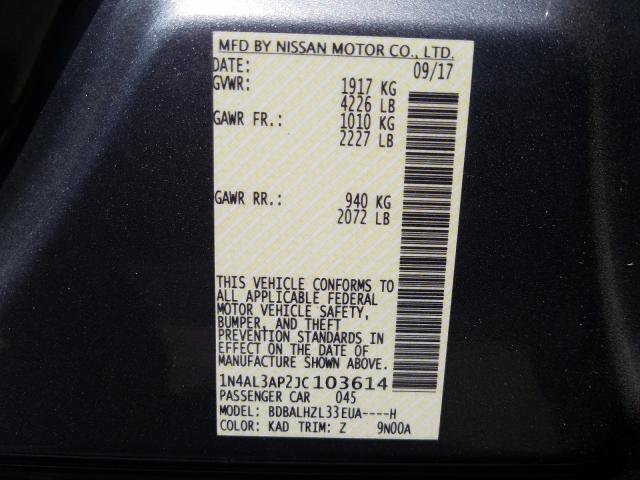 MFD BY NISSAN MOTOR CO., LTD.
DATE: 09/17
GVWR: 1917 KG
4226 LB
GAWR FR.: 1010 KG
2227 LB
GAWR RR.: 940 KG
2072 LB
THIS VEHICLE CONFORMS TO
ALL APPLICABLE FEDERAL
MOTOR VEHICLE SAFETY,
BUMPER, AND THEFT
PREVENTION STANDARDS IN
EFFECT ON THE DATE OF
MANUFACTURE SHOWN ABOVE.
1N4AL3AP2JC103614
PASSENGER CAR 045
MODEL: BDBALHZL33EUA----H
COLOR: KAD TRIM: Z 9N00A